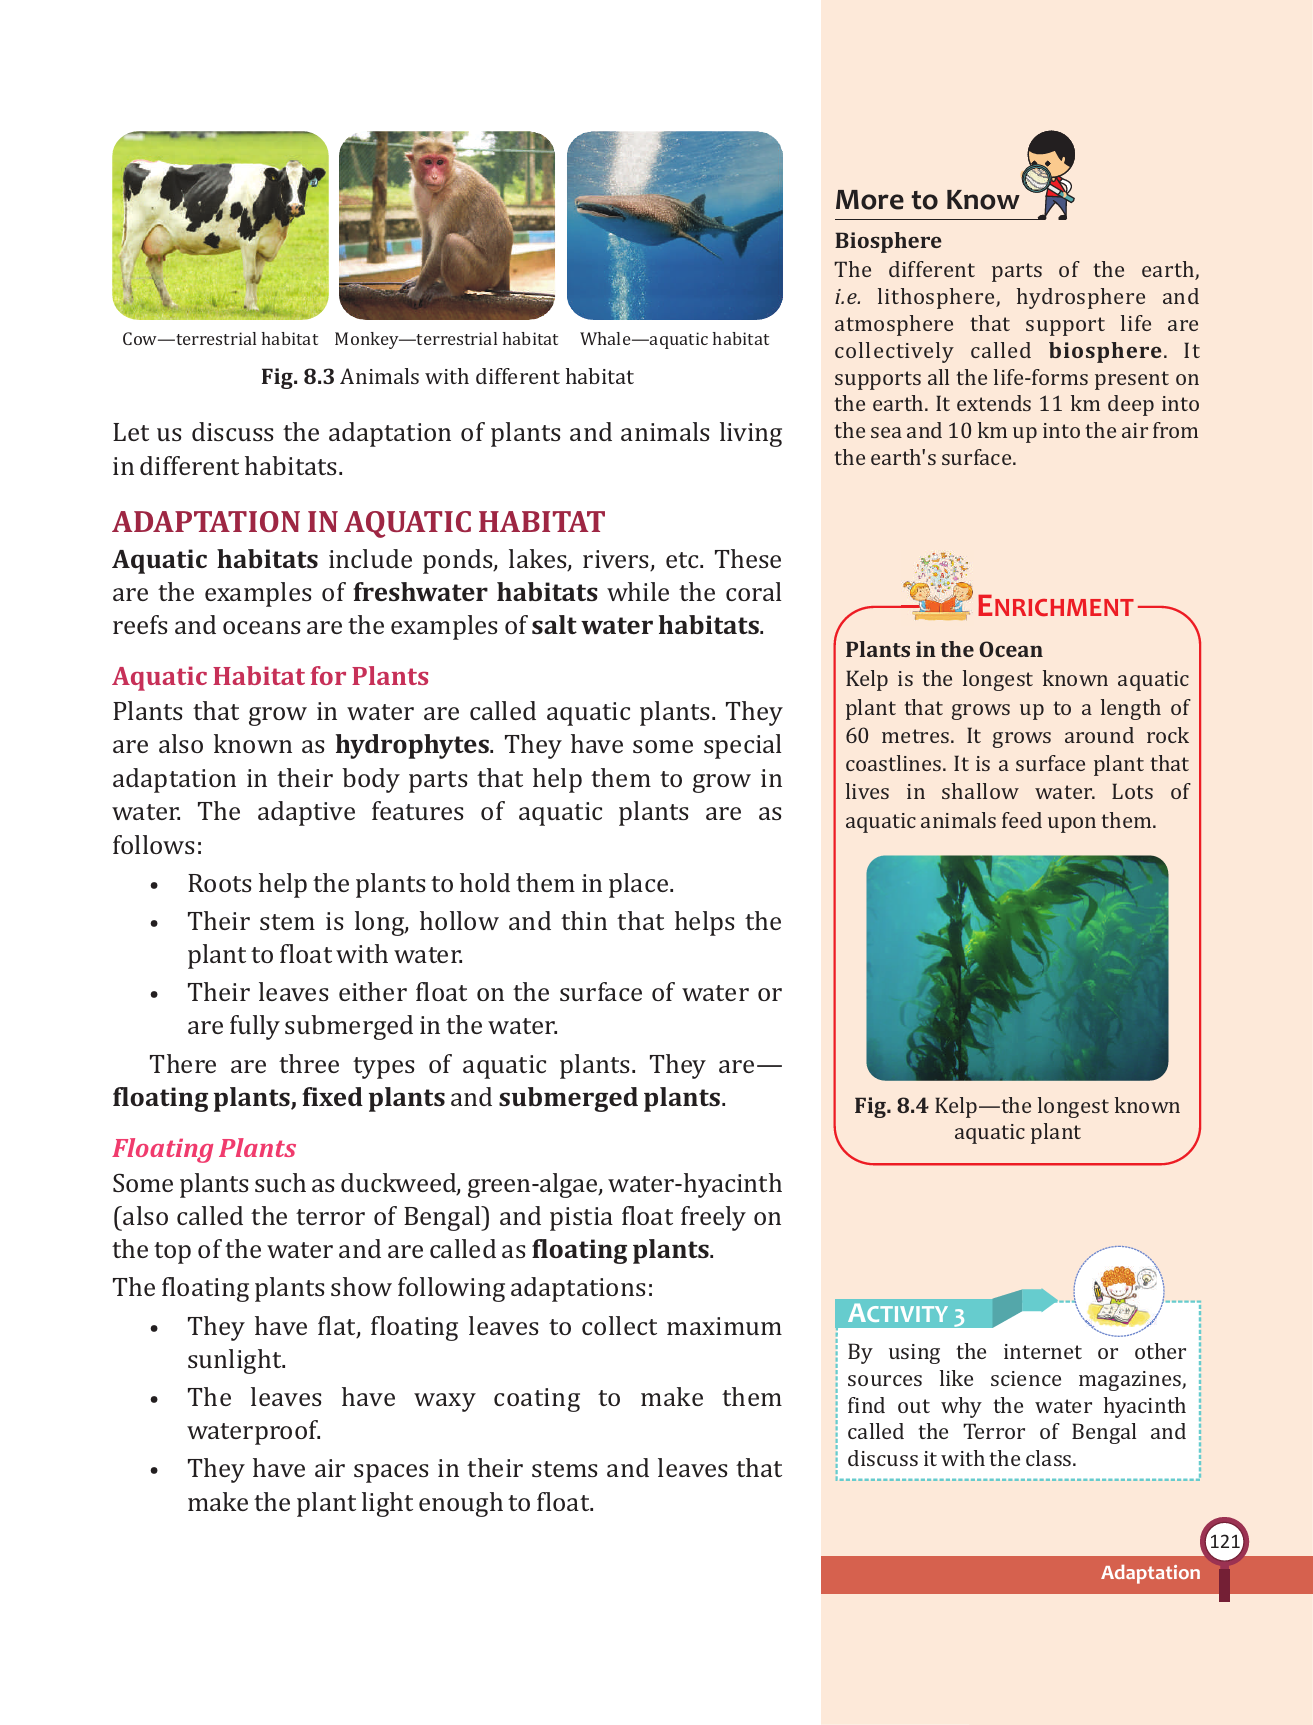 Cow—terrestrial habitat
Monkey—terrestrial habitat
Whale—aquatic habitat
Fig. 8.3 Animals with different habitat
Let us discuss the adaptation of plants and animals living
in different habitats.
ADAPTATION IN AQUATIC HABITAT
Aquatic habitats include ponds, lakes, rivers, etc. These
are the examples of freshwater habitats while the coral
reefs and oceans are the examples of salt water habitats.
Aquatic Habitat for Plants
Plants that grow in water are called aquatic plants. They
are also known as hydrophytes. They have some special
adaptation in their body parts that help them to grow in
water. The adaptive features of aquatic plants are as
follows:
• Roots help the plants to hold them in place.
• Their stem is long, hollow and thin that helps the
plant to float with water.
• Their leaves either float on the surface of water or
are fully submerged in the water.
There are three types of aquatic plants. They are—
floating plants, fixed plants and submerged plants.
Floating Plants
Some plants such as duckweed, green-algae, water-hyacinth
(also called the terror of Bengal) and pistia float freely on
the top of the water and are called as floating plants.
The floating plants show following adaptations:
• They have flat, floating leaves to collect maximum
sunlight.
• The leaves have waxy coating to make them
waterproof.
• They have air spaces in their stems and leaves that
make the plant light enough to float.
More to Know
Biosphere
The different parts of the earth,
i.e. lithosphere, hydrosphere and
atmosphere that support life are
collectively called biosphere. It
supports all the life-forms present on
the earth. It extends 11 km deep into
the sea and 10 km up into the air from
the earth's surface.
ENRICHMENT
Plants in the Ocean
Kelp is the longest known aquatic
plant that grows up to a length of
60 metres. It grows around rock
coastlines. It is a surface plant that
lives in shallow water. Lots of
aquatic animals feed upon them.
Fig. 8.4 Kelp—the longest known
aquatic plant
ACTIVITY 3
By using the internet or other
sources like science magazines,
find out why the water hyacinth
called the Terror of Bengal and
discuss it with the class.
121
Adaptation